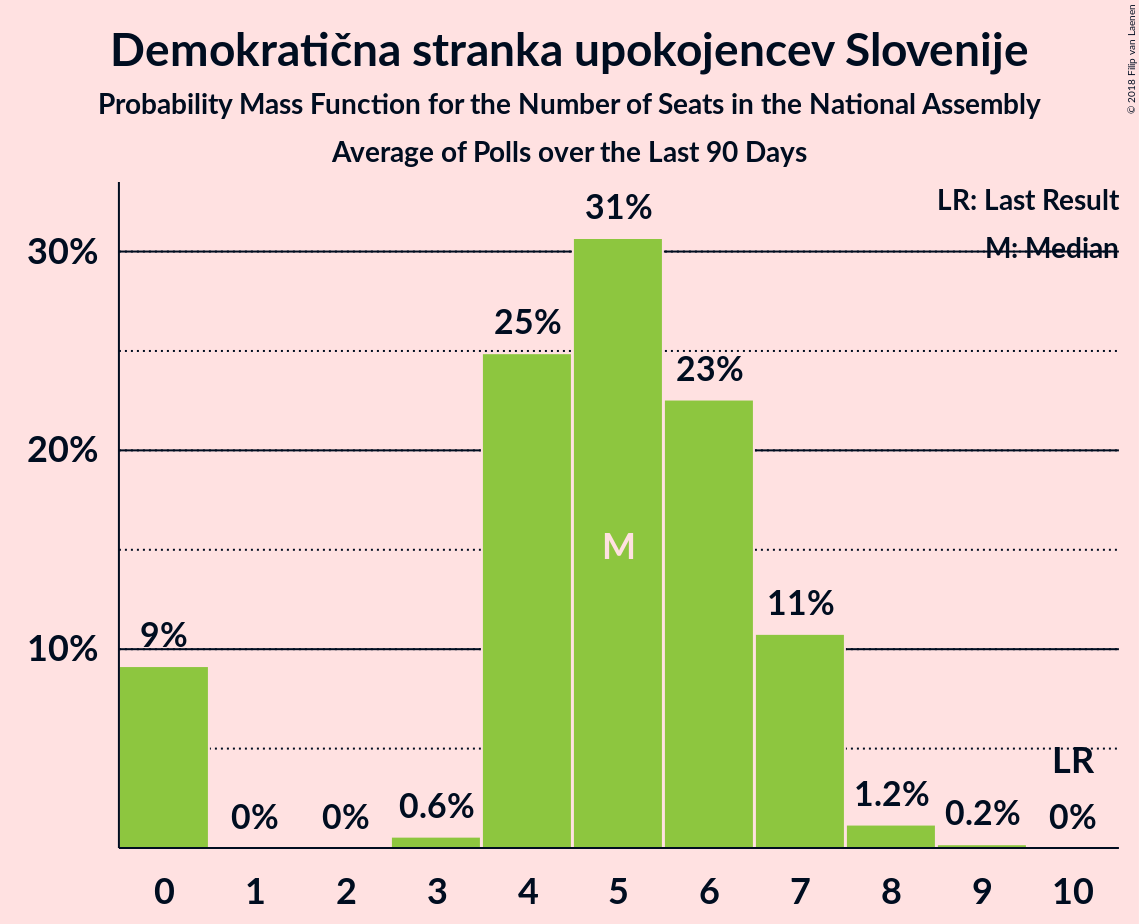 Demokratična stranka upokojencev Slovenije
Probability Mass Function for the Number of Seats in the National Assembly
Average of Polls over the Last 90 Days
© 2018 Filip van Laenen
LR: Last Result
M: Median
30%
20%
10%
9%
0%
0%
0.6%
25%
31%
23%
11%
1.2%
0.2%
0%
M
LR
0 1 2 3 4 5 6 7 8 9 10